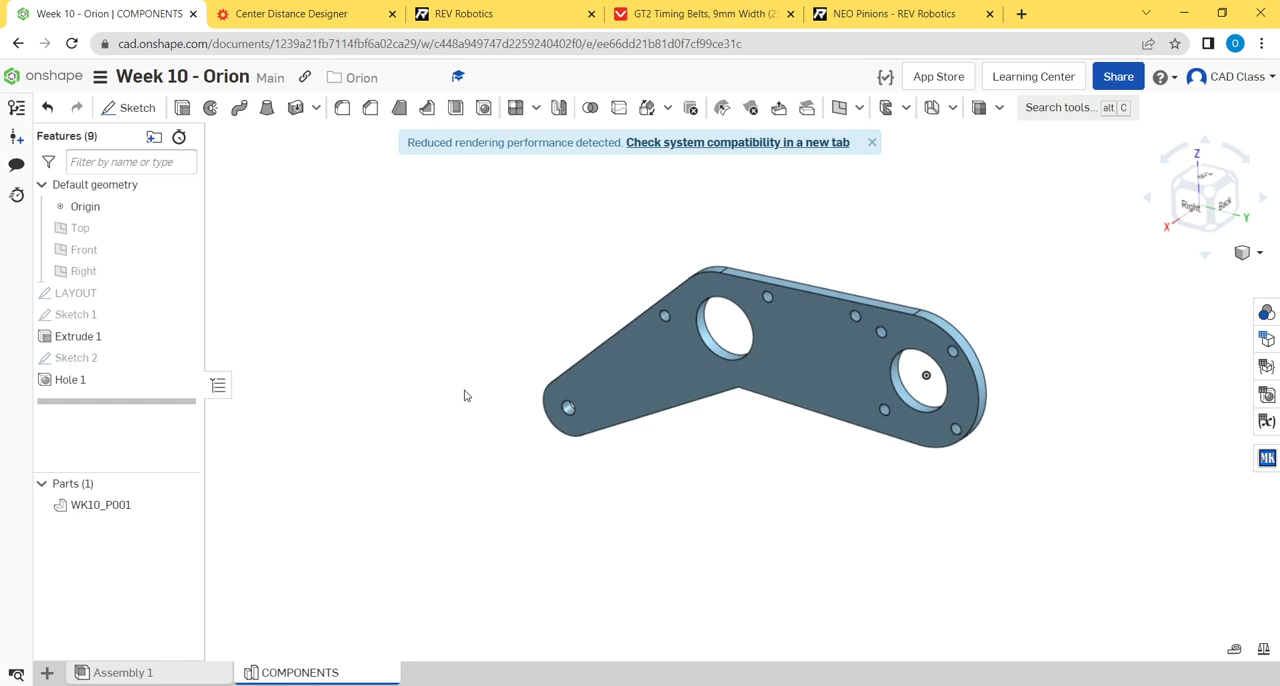 Week 10 - Orion | COMPONENTS
Center Distance Designer
REV Robotics
GT2 Timing Belts, 9mm Width (2
NEO Pinions - REV Robotics
cad.onshape.com/documents/1239a21fb7114fbf6a02ca29/w/c448a949747d3259240402f0/e/ee66dd21b81d0f7cf99ce31c
O
onshape
Week 10 - Orion
Main
Orion
App Store
Learning Center
Share
CAD Class
Sketch
Search tools...
alt
C
Features (9)
Reduced rendering performance detected. Check system compatibility in a new tab
Filter by name or type
Default geometry
Origin
Top
Front
Right
LAYOUT
Sketch 1
Extrude 1
Sketch 2
Hole 1
Z
Right
Back
X
Y
Parts (1)
WK10_P001
MK
Assembly 1
COMPONENTS